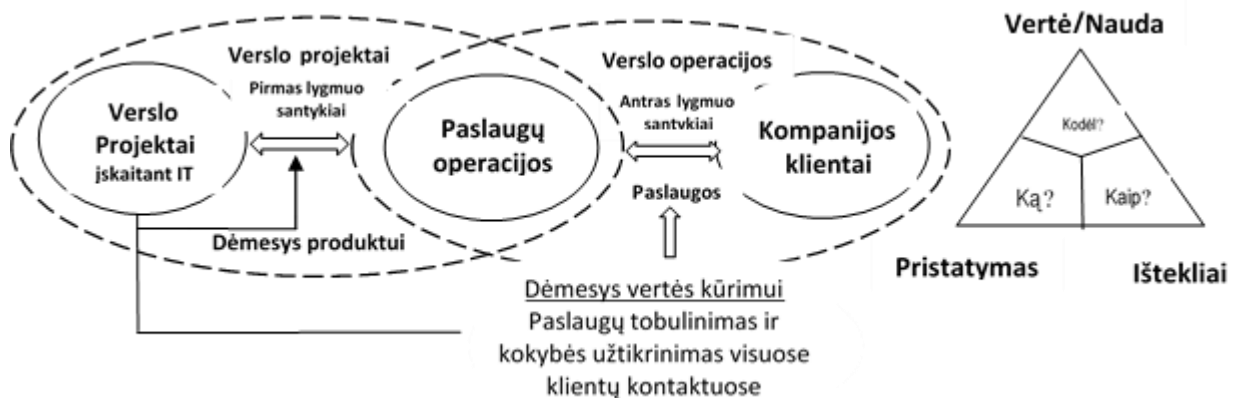 Verslo projektai
Pirmas lygmuo
santykiai
Verslo
Projektai
įskaitant IT
Paslaugų
operacijos
Verslo operacijos
Antras lygmuo
santykiai
Kompanijos
klientai
Paslaugos
Dėmesys produktui
Dėmesys vertės kūrimui
Paslaugų tobulinimas ir
kokybės užtikrinimas visuose
klientų kontaktuose
Vertė/Nauda
Kodėl?
Ką?
Kaip?
Pristatymas
Ištekliai